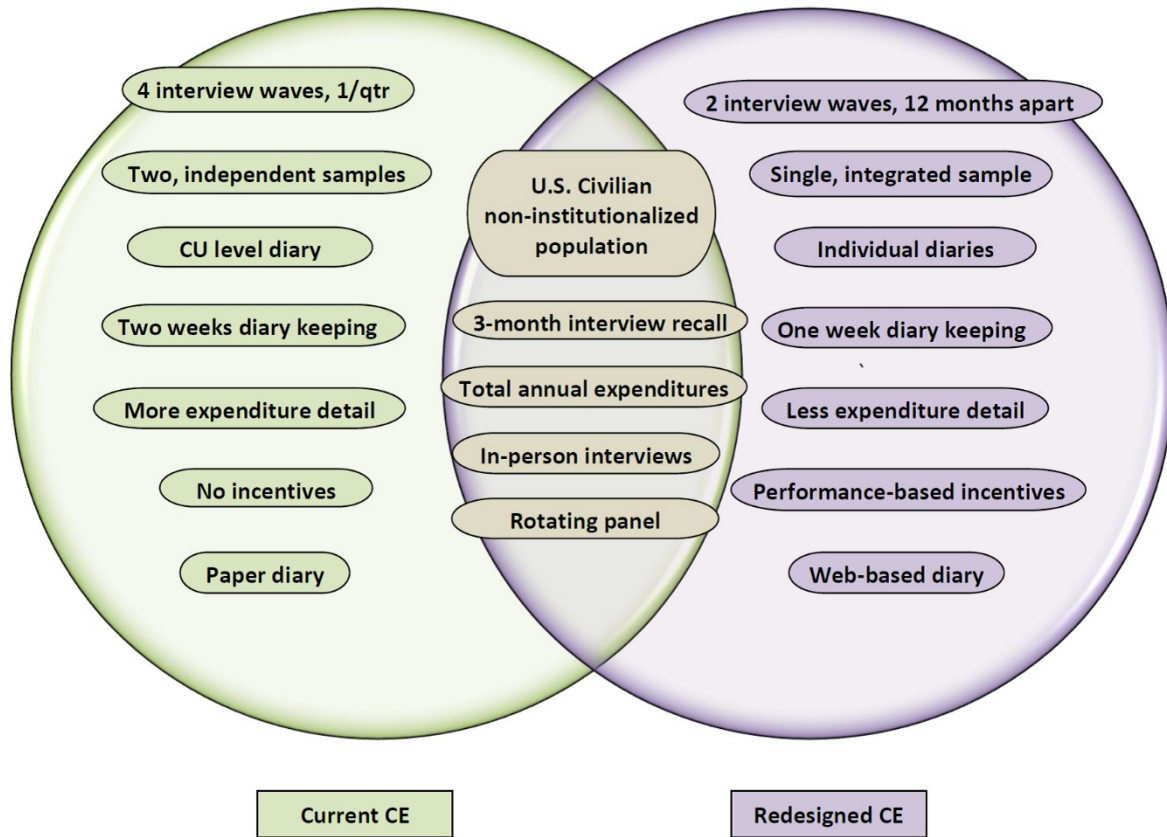 4 interview waves, 1/qtr
Two, independent samples
CU level diary
Two weeks diary keeping
More expenditure detail
No incentives
Paper diary
U.S. Civilian
non-institutionalized
population
3-month interview recall
Total annual expenditures
In-person interviews
Rotating panel
2 interview waves, 12 months apart
Single, integrated sample
Individual diaries
One week diary keeping
`
Less expenditure detail
Performance-based incentives
Web-based diary
Current CE
Redesigned CE